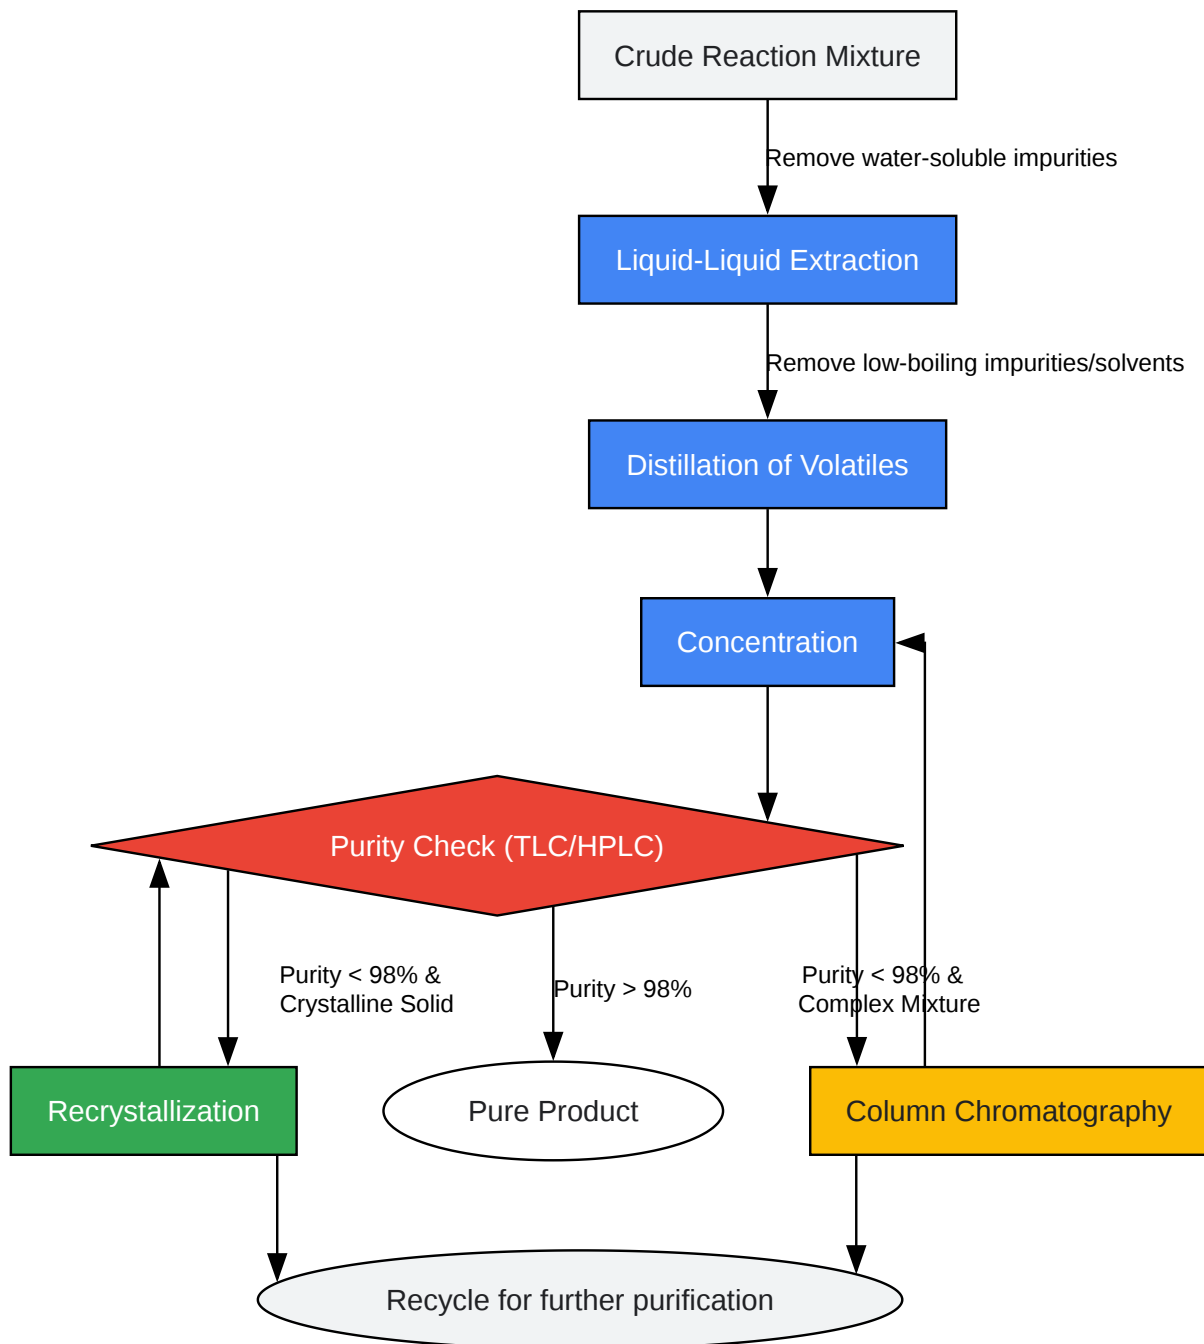 Crude Reaction Mixture
Remove water-soluble impurities
Liquid-Liquid Extraction
Remove low-boiling impurities/solvents
Distillation of Volatiles
Concentration
Purity Check (TLC/HPLC)
Purity < 98% &
Crystalline Solid
Purity > 98%
Purity < 98% &
Complex Mixture
Recrystallization
Pure Product
Column Chromatography
Recycle for further purification